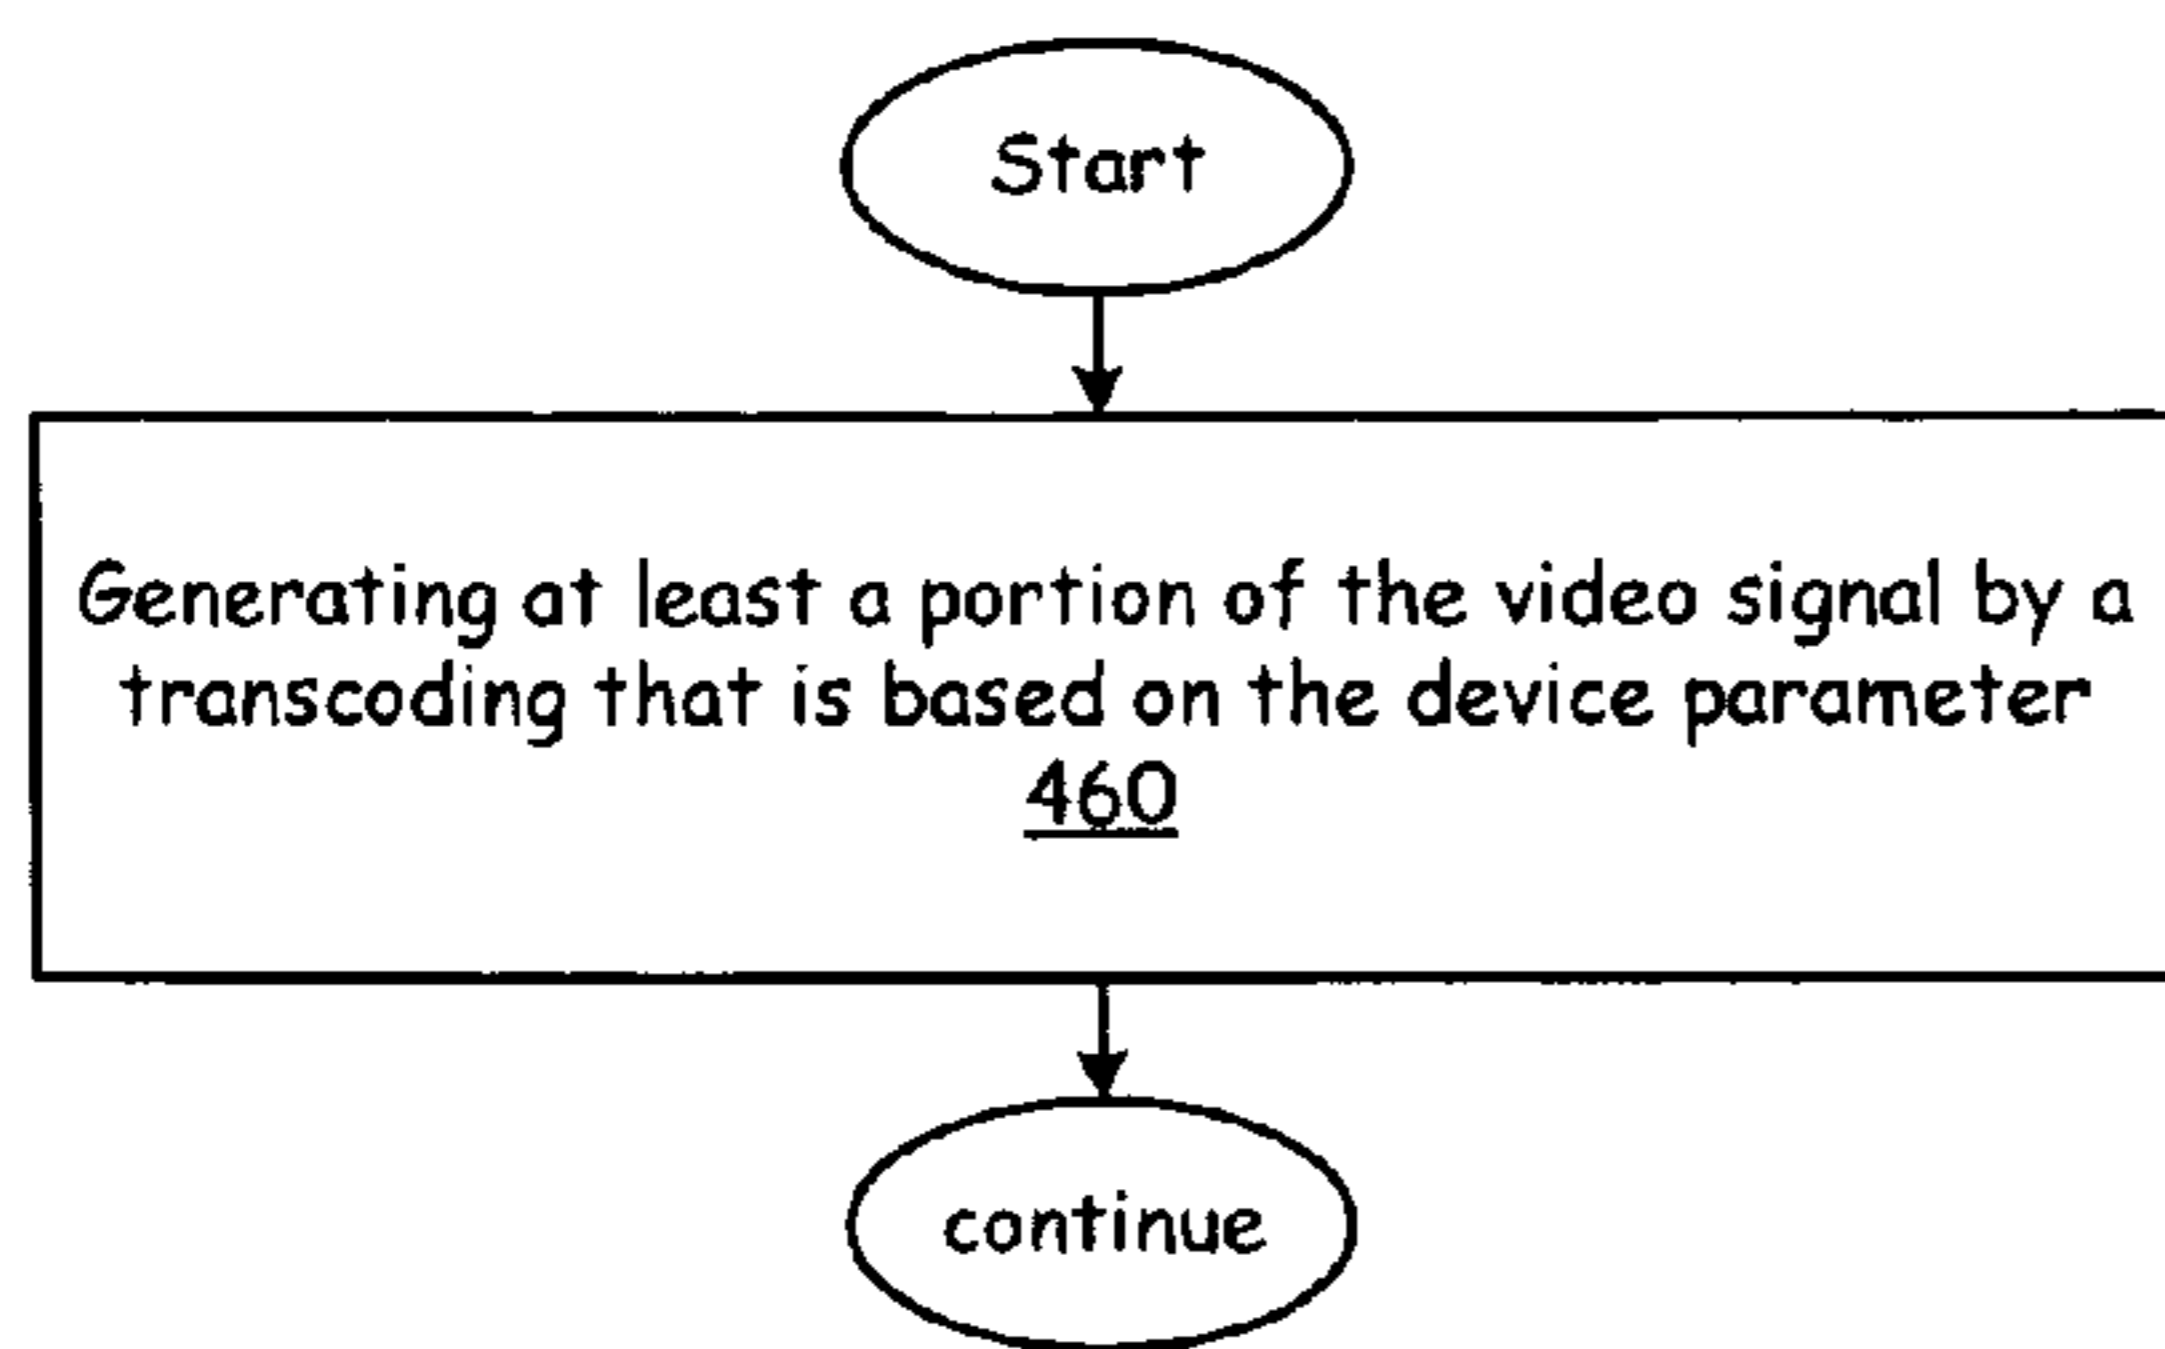 Start
Generating at least a portion of the video signal by a
transcoding that is based on the device parameter
460
continue